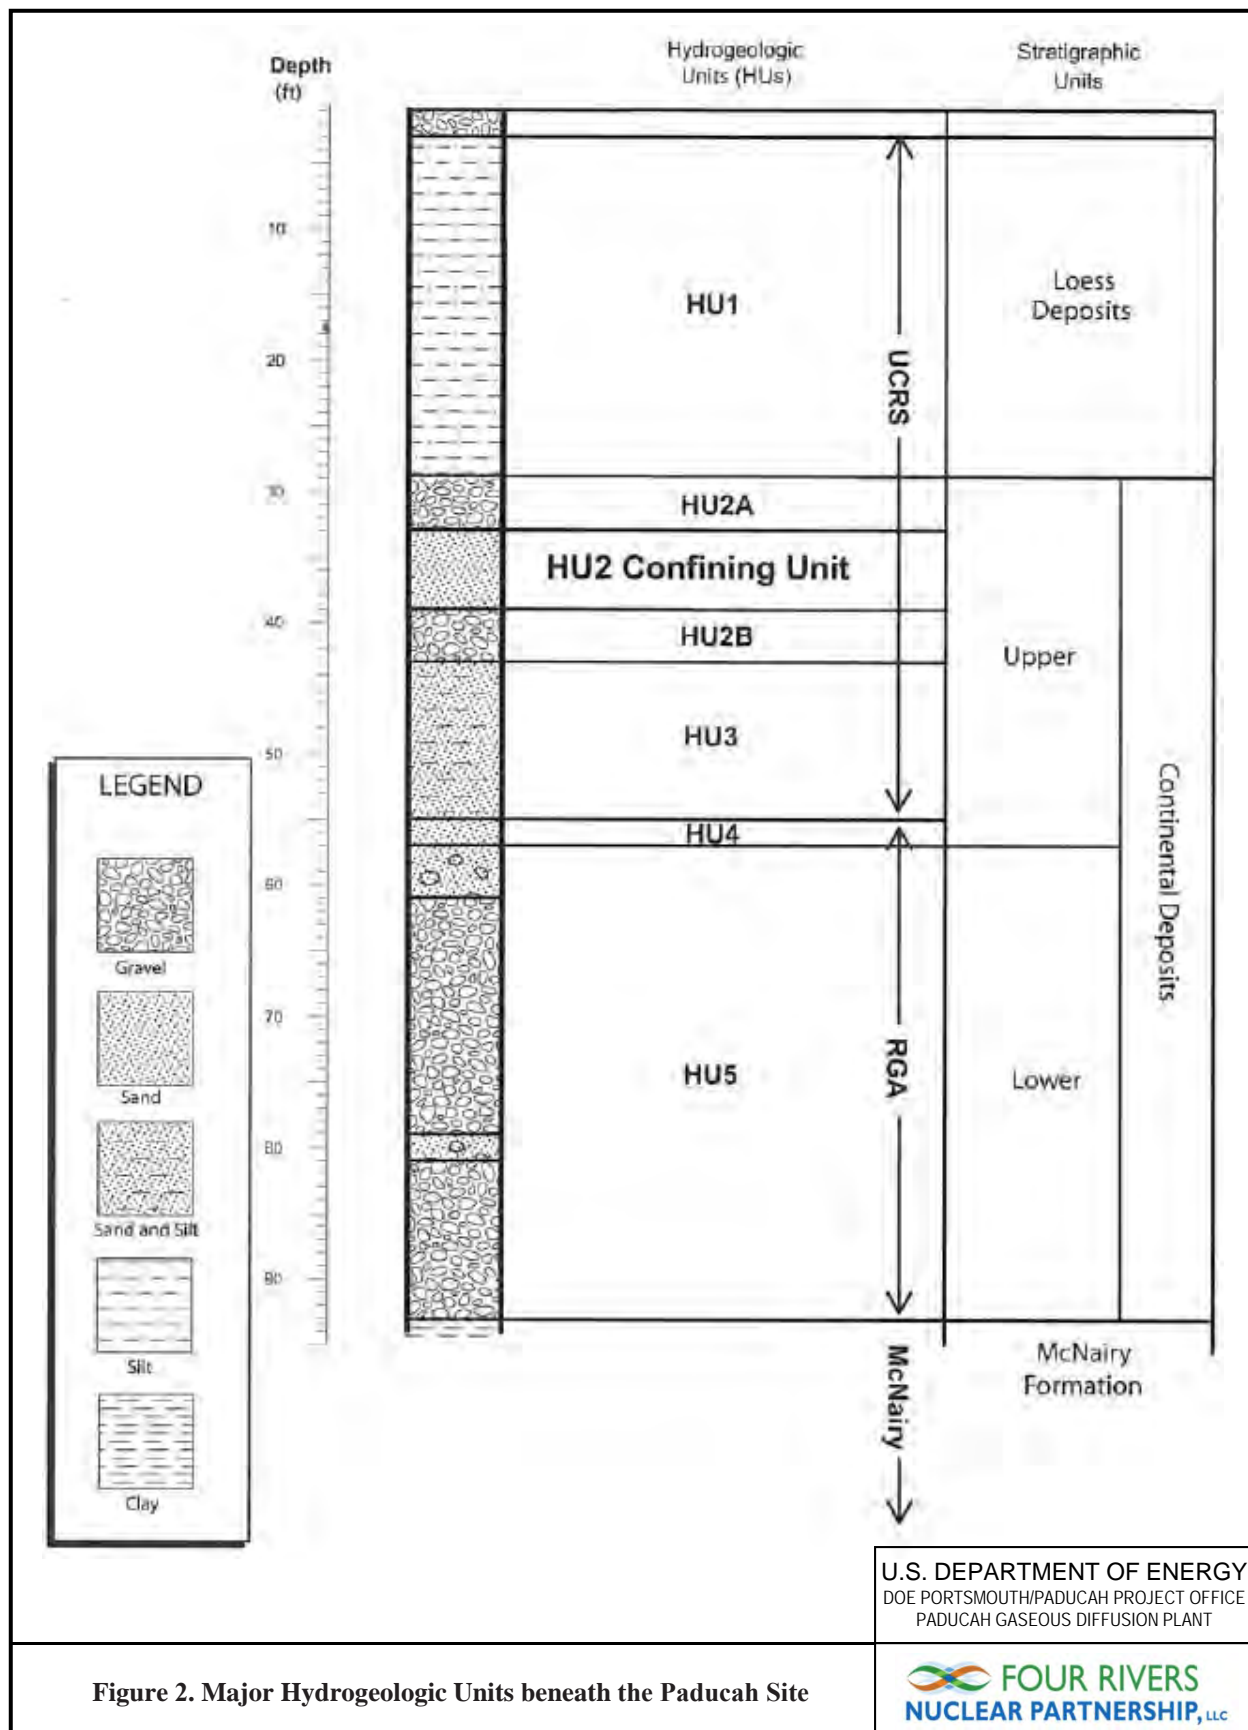 Depth
(ft)
Hydrogeologic
Units (HUs)
Stratigraphic
Units
10
20
30
40
50
60
70
80
90
HU1
HU2A
HU2 Confining Unit
HU2B
HU3
HU4
HU5
UCRS
RGA
McNairy
Loess
Deposits
Upper
Lower
Continental Deposits
McNairy
Formation
LEGEND
Gravel
Sand
Sand and Silt
Silt
Clay
U.S. DEPARTMENT OF ENERGY
DOE PORTSMOUTH/PADUCAH PROJECT OFFICE
PADUCAH GASEOUS DIFFUSION PLANT
Figure 2. Major Hydrogeologic Units beneath the Paducah Site
FOUR RIVERS
NUCLEAR PARTNERSHIP, LLC